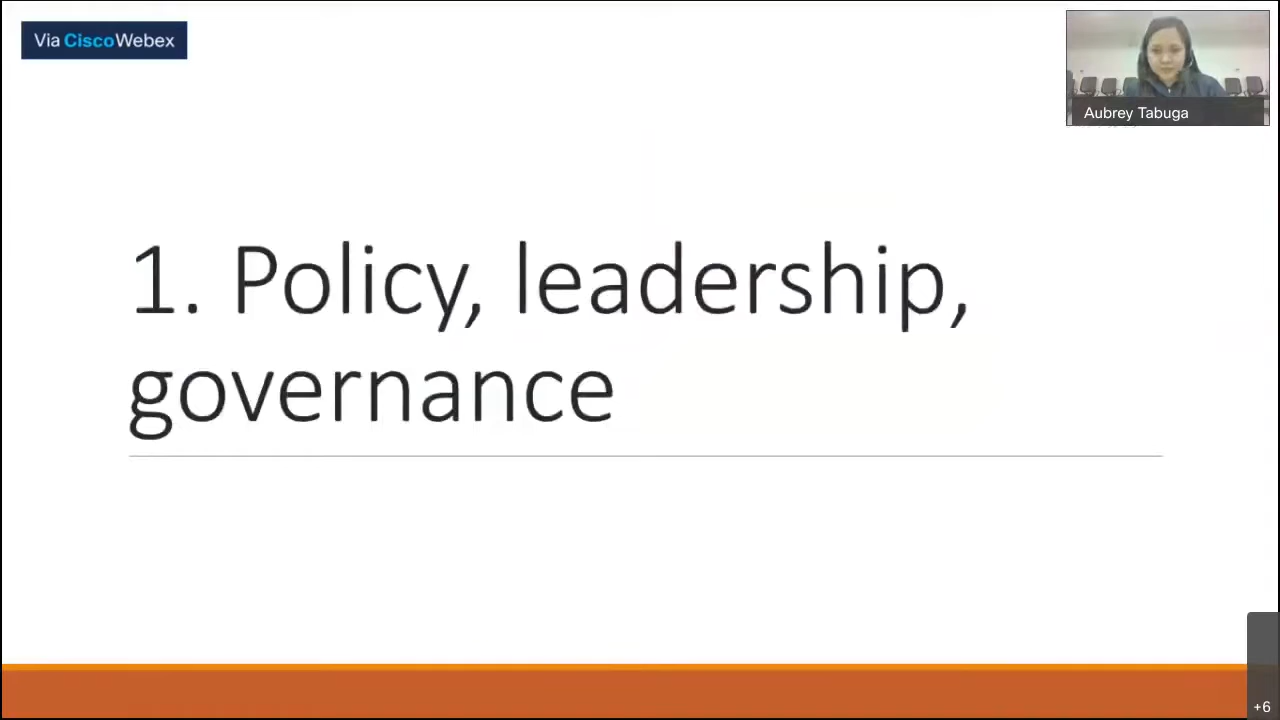 Via CiscoWebex
Aubrey Tabuga
1. Policy, leadership,
governance
+6